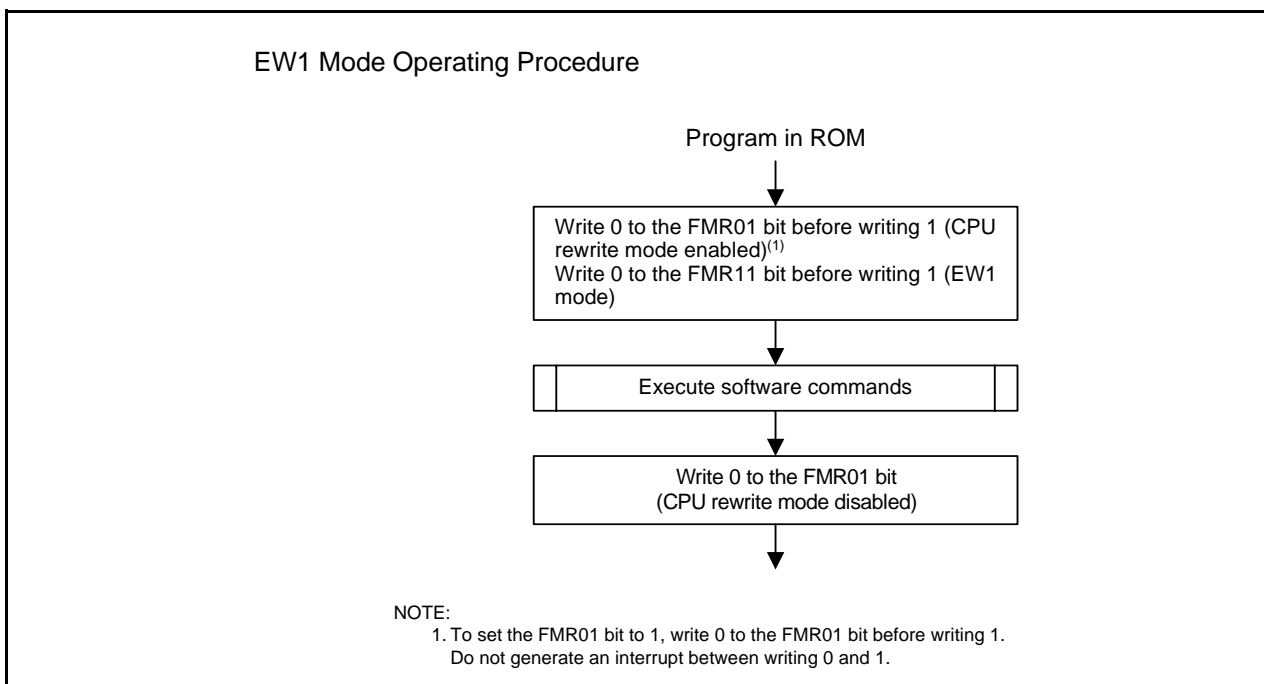 EW1 Mode Operating Procedure
Program in ROM
Write 0 to the FMR01 bit before writing 1 (CPU
rewrite mode enabled)(1)
Write 0 to the FMR11 bit before writing 1 (EW1
mode)
Execute software commands
Write 0 to the FMR01 bit
(CPU rewrite mode disabled)
NOTE:
1. To set the FMR01 bit to 1, write 0 to the FMR01 bit before writing 1.
Do not generate an interrupt between writing 0 and 1.